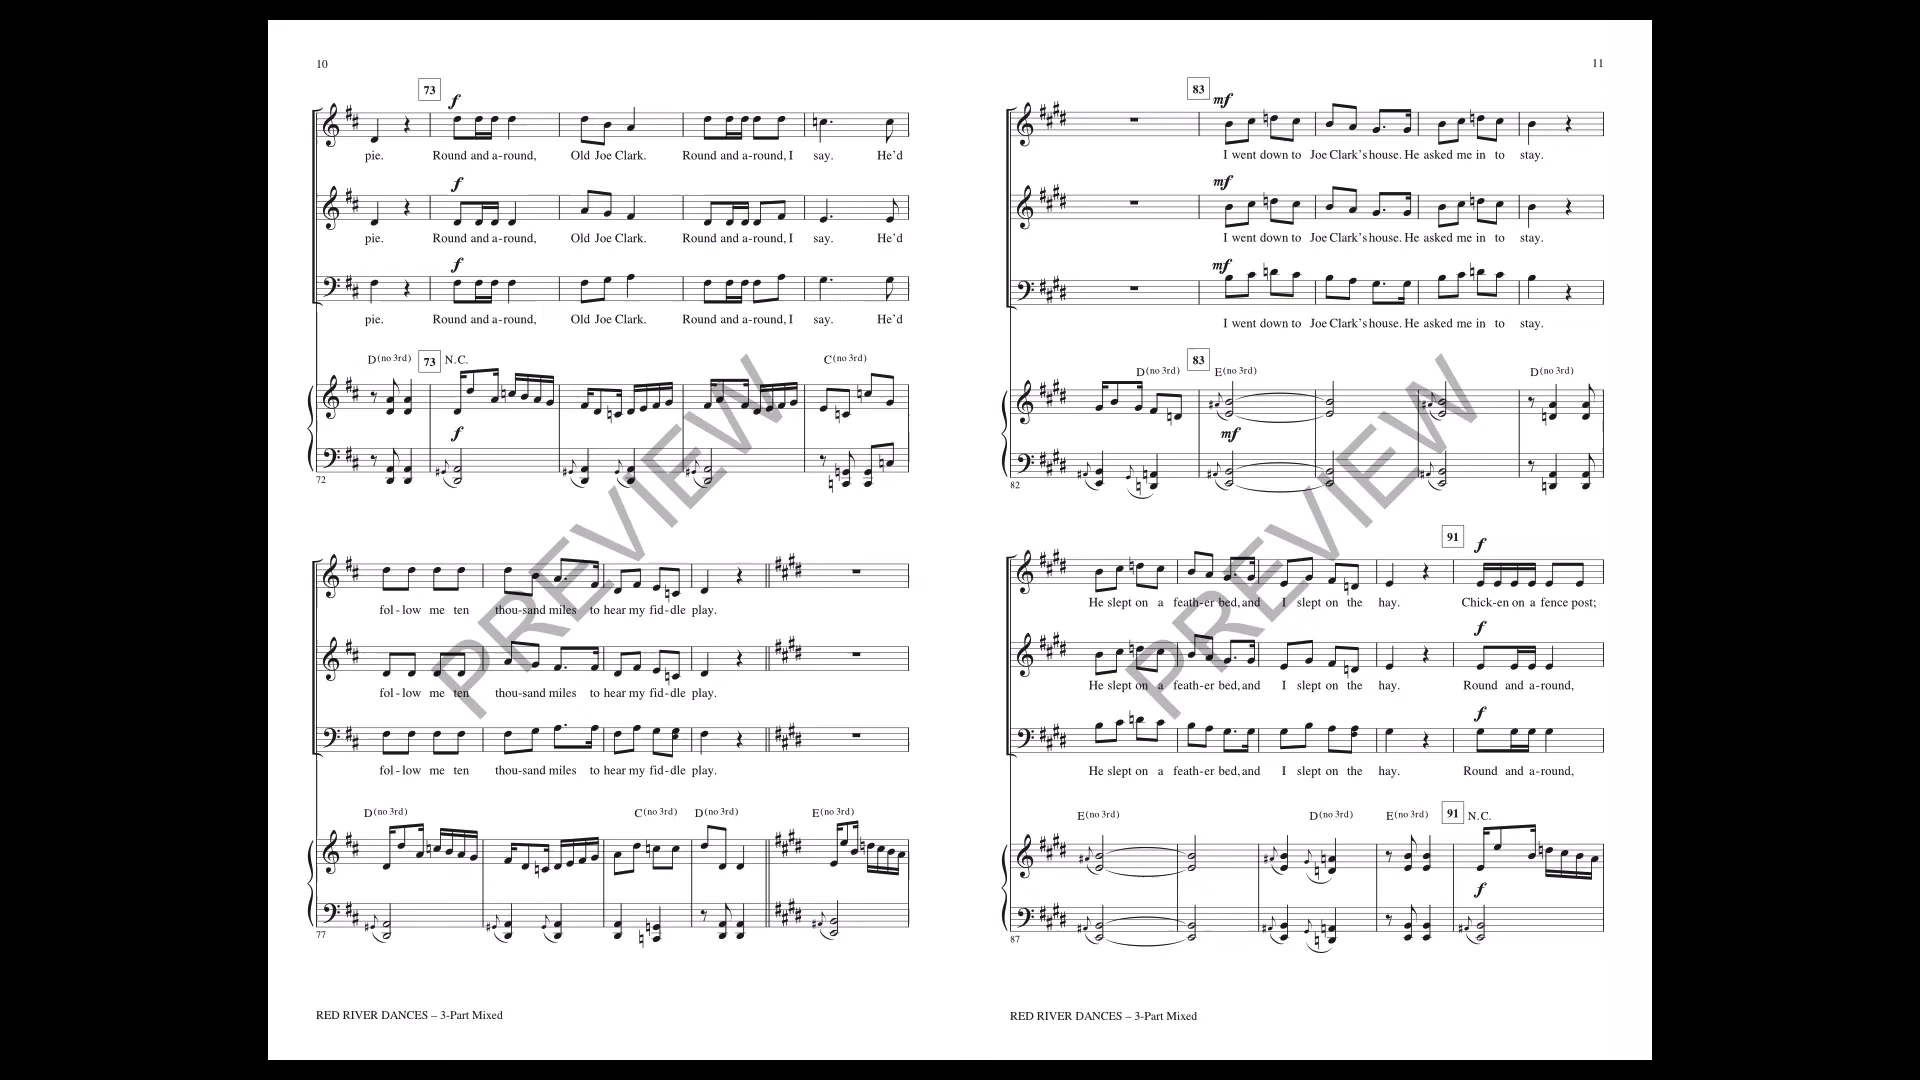 10
73
f
pie. Round and a-round, Old Joe Clark. Round and a-round, I say. He'd
f
pie. Round and a-round, Old Joe Clark. Round and a-round, I say. He'd
f
pie. Round and a-round, Old Joe Clark. Round and a-round, I say. He'd
D(no 3rd) 73 N.C. C(no 3rd)
f
72
fol-low me ten thou-sand miles to hear my fid-dle play.
fol-low me ten thou-sand miles to hear my fid-dle play.
fol-low me ten thou-sand miles to hear my fid-dle play.
D(no 3rd) C(no 3rd) D(no 3rd) E(no 3rd)
77
PREVIEW
RED RIVER DANCES – 3-Part Mixed
11
83
mf
I went down to Joe Clark's house. He asked me in to stay.
mf
I went down to Joe Clark's house. He asked me in to stay.
mf
I went down to Joe Clark's house. He asked me in to stay.
83
D(no 3rd) E(no 3rd) D(no 3rd)
mf
82
91
f
He slept on a feath-er bed, and I slept on the hay. Chick-en on a fence post;
f
He slept on a feath-er bed, and I slept on the hay. Round and a-round,
f
He slept on a feath-er bed, and I slept on the hay. Round and a-round,
E(no 3rd) D(no 3rd) E(no 3rd) 91 N.C.
f
87
PREVIEW
RED RIVER DANCES – 3-Part Mixed